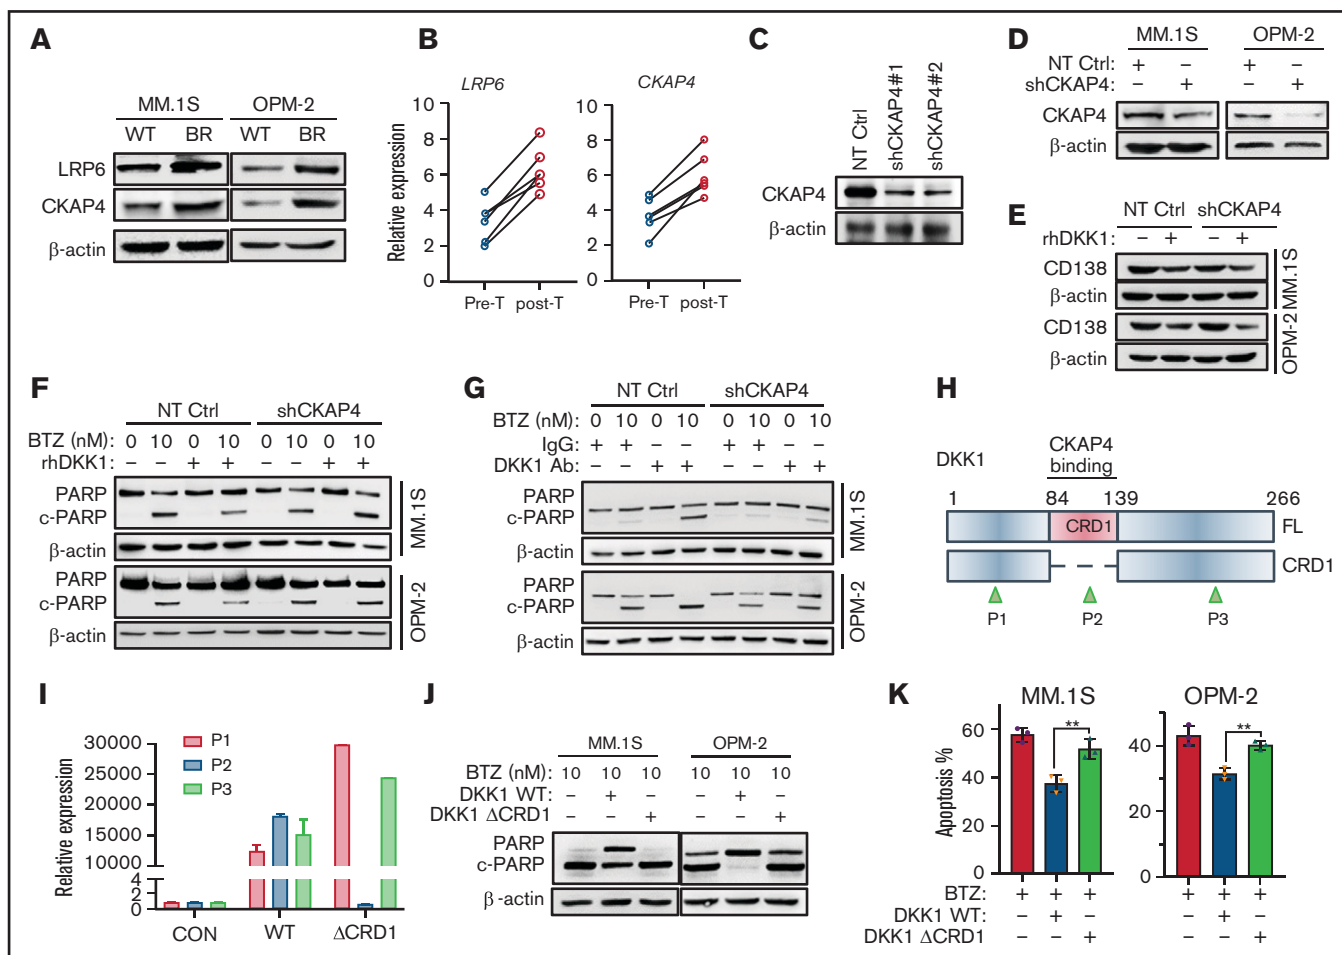 A
MM.1S OPM-2
WT BR WT BR
LRP6
CKAP4
β-actin
B
LRP6 CKAP4
Relative expression
10
8
6
4
2
0
Pre-T post-T
10
8
6
4
2
0
Pre-T post-T
C
NT Ctrl
shCKAP4#1
shCKAP4#2
CKAP4
β-actin
D
MM.1S OPM-2
NT Ctrl: + – + –
shCKAP4: – + – +
CKAP4
β-actin
E
NT Ctrl shCKAP4
rhDKK1: – + – +
CD138
β-actin
MM.1S
CD138
β-actin
OPM-2
F
NT Ctrl shCKAP4
BTZ (nM): 0 10 0 10 0 10 0 10
rhDKK1: – – + + – – + +
PARP
c-PARP
β-actin
MM.1S
PARP
c-PARP
β-actin
OPM-2
G
NT Ctrl shCKAP4
BTZ (nM): 0 10 0 10 0 10 0 10
IgG: + + – – + + – –
DKK1 Ab: – – + + – – + +
PARP
c-PARP
β-actin
MM.1S
PARP
c-PARP
β-actin
OPM-2
H
CKAP4
binding
DKK1
1 84 139 266
CRD1 FL
CRD1
P1 P2 P3
I
P1
P2
P3
Relative expression
30000
25000
20000
15000
10000
4
2
0
CON WT ΔCRD1
J
MM.1S OPM-2
BTZ (nM): 10 10 10 10 10 10
DKK1 WT: – + – – + –
DKK1 ΔCRD1 – – + – – +
PARP
c-PARP
β-actin
K
MM.1S OPM-2
Apoptosis %
60
40
20
0
**
40
20
0
**
BTZ: + + + + + +
DKK1 WT: – + – – + –
DKK1 ΔCRD1 – – + – – +